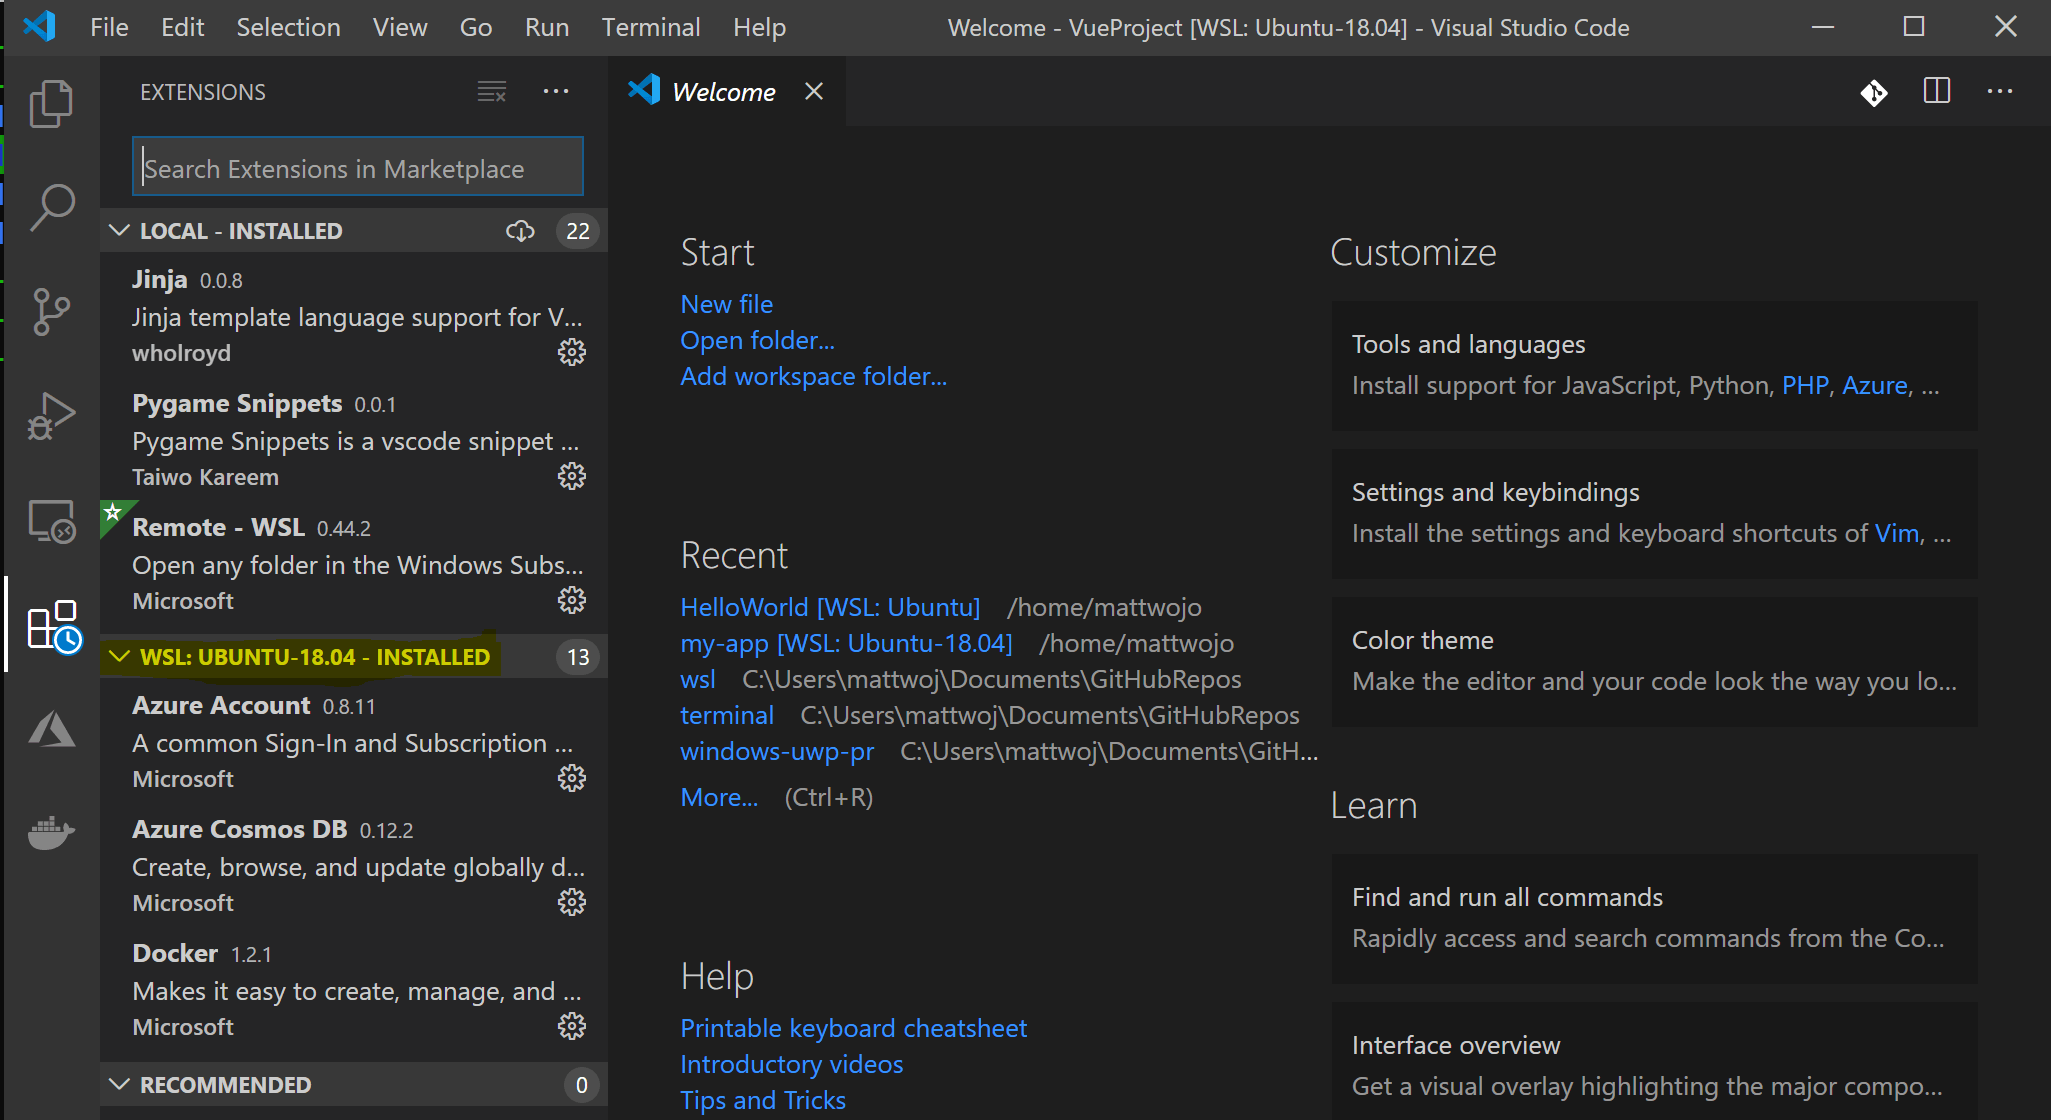 File Edit Selection View Go Run Terminal Help Welcome - VueProject [WSL: Ubuntu-18.04] - Visual Studio Code
EXTENSIONS
Search Extensions in Marketplace
LOCAL - INSTALLED 22
Jinja 0.0.8
Jinja template language support for V...
wholroyd
Pygame Snippets 0.0.1
Pygame Snippets is a vscode snippet ...
Taiwo Kareem
Remote - WSL 0.44.2
Open any folder in the Windows Subs...
Microsoft
WSL: UBUNTU-18.04 - INSTALLED 13
Azure Account 0.8.11
A common Sign-In and Subscription ...
Microsoft
Azure Cosmos DB 0.12.2
Create, browse, and update globally d...
Microsoft
Docker 1.2.1
Makes it easy to create, manage, and ...
Microsoft
RECOMMENDED 0
Welcome
Start
New file
Open folder...
Add workspace folder...
Recent
HelloWorld [WSL: Ubuntu] /home/mattwojo
my-app [WSL: Ubuntu-18.04] /home/mattwojo
wsl C:\Users\mattwoj\Documents\GitHubRepos
terminal C:\Users\mattwoj\Documents\GitHubRepos
windows-uwp-pr C:\Users\mattwoj\Documents\GitH...
More... (Ctrl+R)
Help
Printable keyboard cheatsheet
Introductory videos
Tips and Tricks
Customize
Tools and languages
Install support for JavaScript, Python, PHP, Azure, ...
Settings and keybindings
Install the settings and keyboard shortcuts of Vim, ...
Color theme
Make the editor and your code look the way you lo...
Learn
Find and run all commands
Rapidly access and search commands from the Co...
Interface overview
Get a visual overlay highlighting the major compo...